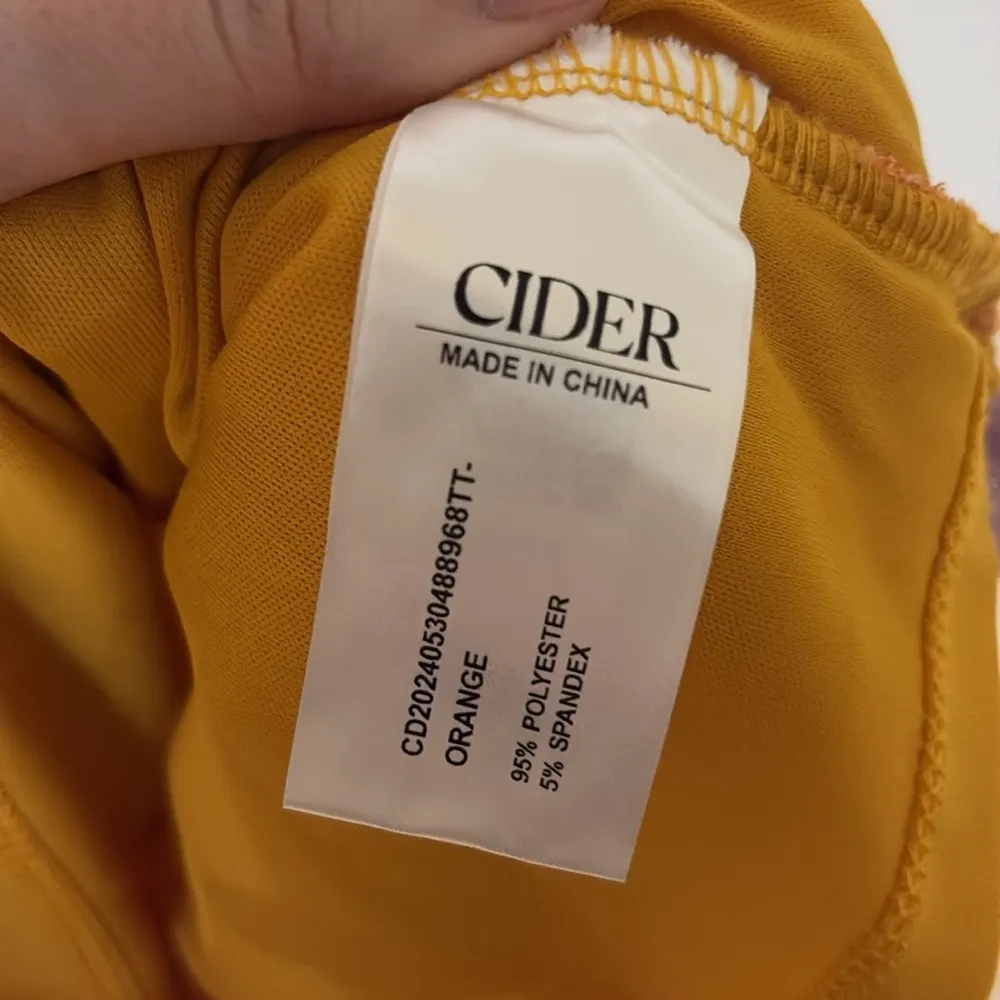 CIDER
MADE IN CHINA
CD20240530488968TT-
ORANGE
95% POLYESTER
5% SPANDEX